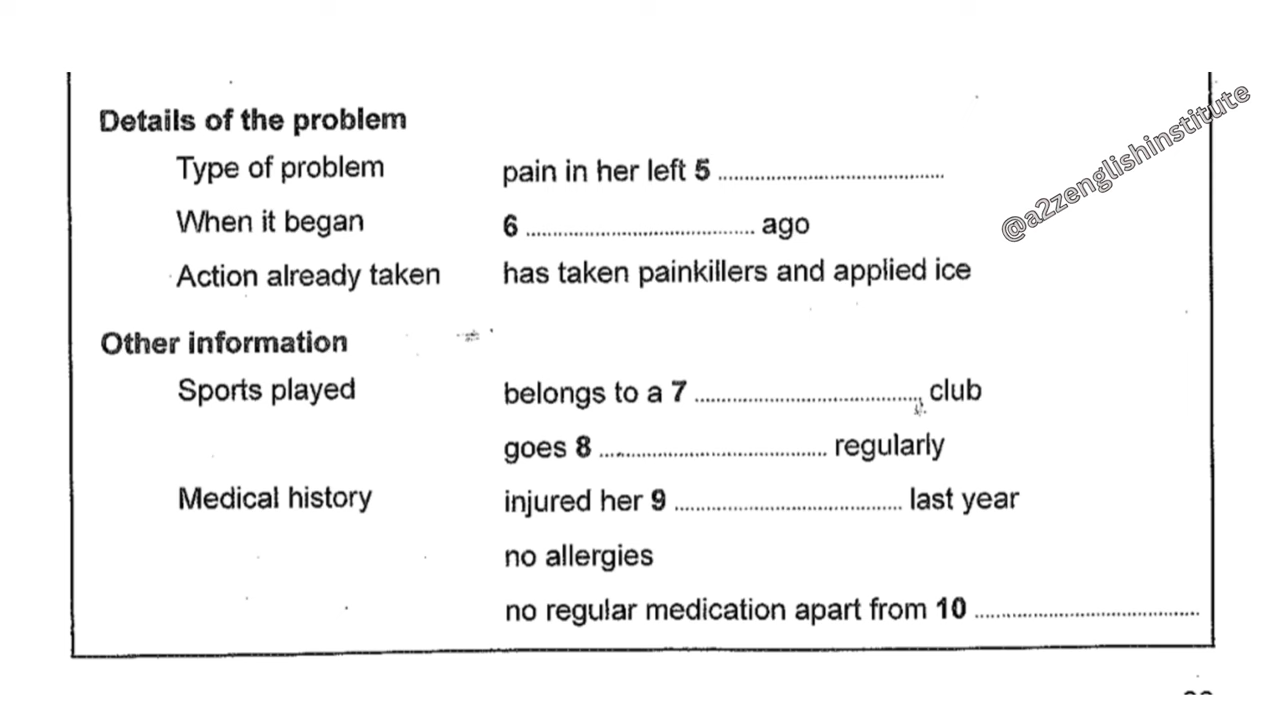 Details of the problem
Type of problem pain in her left 5 ..........................................
When it began 6 .......................................... ago
Action already taken has taken painkillers and applied ice
Other information
Sports played belongs to a 7 .......................................... club
goes 8 .......................................... regularly
Medical history injured her 9 .......................................... last year
no allergies
no regular medication apart from 10 ..........................................
@a2zenglishinstitute